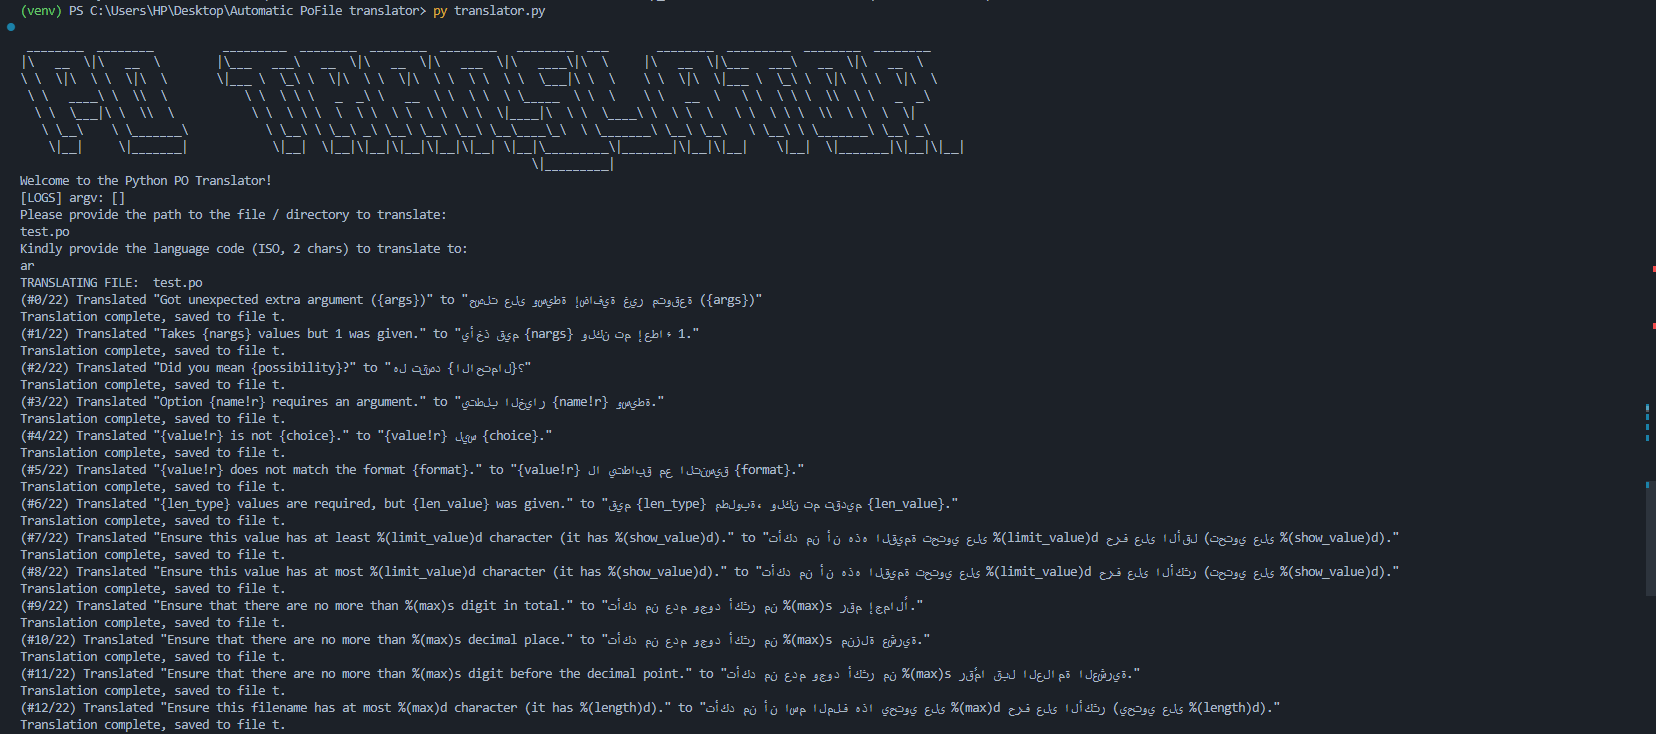 (venv) PS C:\Users\HP\Desktop\Automatic PoFile translator> py translator.py
PO TRANSLATOR
Welcome to the Python PO Translator!
[LOGS] argv: []
Please provide the path to the file / directory to translate:
test.po
Kindly provide the language code (ISO, 2 chars) to translate to:
ar
TRANSLATING FILE:  test.po
(#0/22) Translated "Got unexpected extra argument ({args})" to "حصلت على وسيطة إضافية غير متوقعة ({args})"
Translation complete, saved to file t.
(#1/22) Translated "Takes {nargs} values but 1 was given." to "يأخذ قيم {nargs} ولكن تم إعطاء 1."
Translation complete, saved to file t.
(#2/22) Translated "Did you mean {possibility}?" to "هل تقصد {الاحتمال}؟"
Translation complete, saved to file t.
(#3/22) Translated "Option {name!r} requires an argument." to "يتطلب الخيار {name!r} وسيطة."
Translation complete, saved to file t.
(#4/22) Translated "{value!r} is not {choice}." to "{value!r} ليس {choice}."
Translation complete, saved to file t.
(#5/22) Translated "{value!r} does not match the format {format}." to "{value!r} لا يتطابق مع التنسيق {format}."
Translation complete, saved to file t.
(#6/22) Translated "{len_type} values are required, but {len_value} was given." to "قيم {len_type} مطلوبة، ولكن تم تقديم {len_value}."
Translation complete, saved to file t.
(#7/22) Translated "Ensure this value has at least %(limit_value)d character (it has %(show_value)d)." to "تأكد من أن هذه القيمة تحتوي على %(limit_value)d حرف على الأقل (تحتوي على %(show_value)d)."
Translation complete, saved to file t.
(#8/22) Translated "Ensure this value has at most %(limit_value)d character (it has %(show_value)d)." to "تأكد من أن هذه القيمة تحتوي على %(limit_value)d حرف على الأكثر (تحتوي على %(show_value)d)."
Translation complete, saved to file t.
(#9/22) Translated "Ensure that there are no more than %(max)s digit in total." to "تأكد من عدم وجود أكثر من %(max)s رقم إجمالاً."
Translation complete, saved to file t.
(#10/22) Translated "Ensure that there are no more than %(max)s decimal place." to "تأكد من عدم وجود أكثر من %(max)s منزلة عشرية."
Translation complete, saved to file t.
(#11/22) Translated "Ensure that there are no more than %(max)s digit before the decimal point." to "تأكد من عدم وجود أكثر من %(max)s رقمًا قبل العلامة العشرية."
Translation complete, saved to file t.
(#12/22) Translated "Ensure this filename has at most %(max)d character (it has %(length)d)." to "تأكد من أن اسم الملف هذا يحتوي على %(max)d حرف على الأكثر (يحتوي على %(length)d)."
Translation complete, saved to file t.